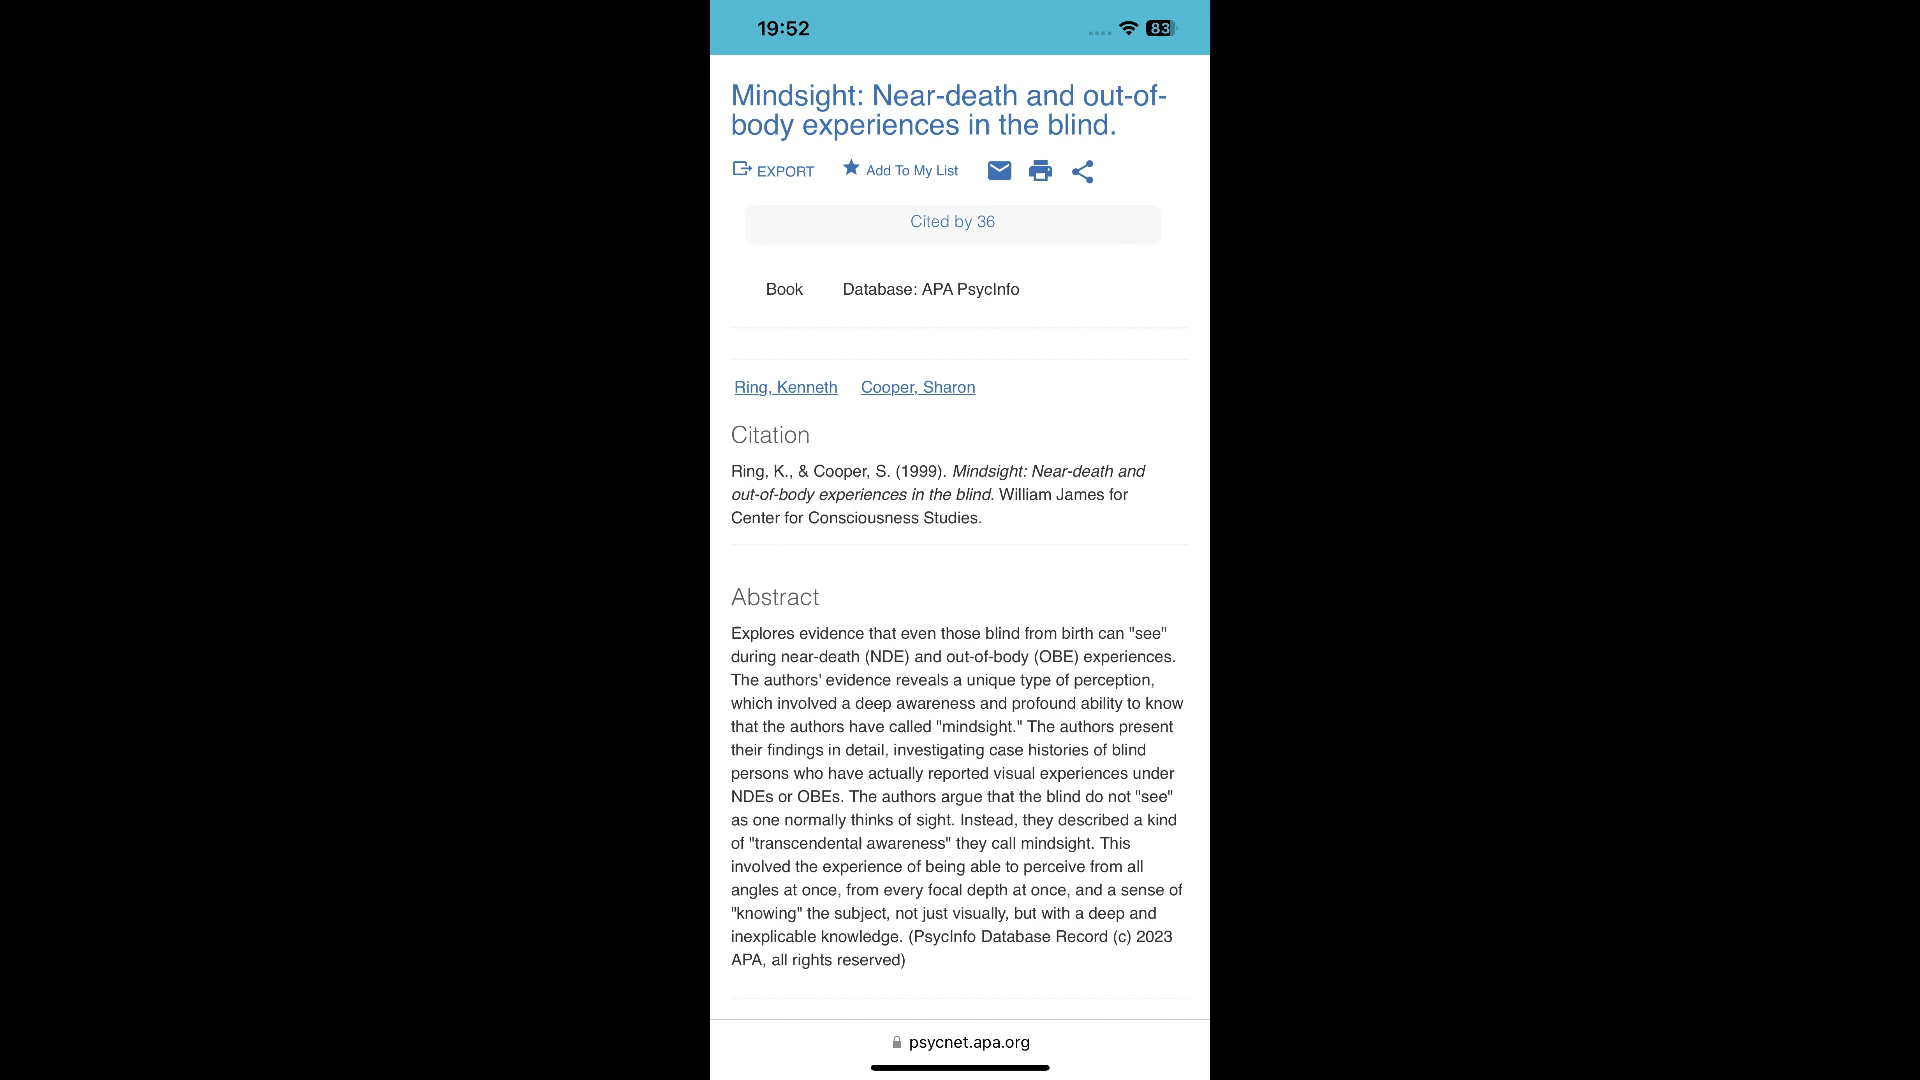 19:52
83
Mindsight: Near-death and out-of-
body experiences in the blind.
EXPORT Add To My List
Cited by 36
Book Database: APA PsycInfo
Ring, Kenneth Cooper, Sharon
Citation
Ring, K., & Cooper, S. (1999). Mindsight: Near-death and
out-of-body experiences in the blind. William James for
Center for Consciousness Studies.
Abstract
Explores evidence that even those blind from birth can "see"
during near-death (NDE) and out-of-body (OBE) experiences.
The authors' evidence reveals a unique type of perception,
which involved a deep awareness and profound ability to know
that the authors have called "mindsight." The authors present
their findings in detail, investigating case histories of blind
persons who have actually reported visual experiences under
NDEs or OBEs. The authors argue that the blind do not "see"
as one normally thinks of sight. Instead, they described a kind
of "transcendental awareness" they call mindsight. This
involved the experience of being able to perceive from all
angles at once, from every focal depth at once, and a sense of
"knowing" the subject, not just visually, but with a deep and
inexplicable knowledge. (PsycInfo Database Record (c) 2023
APA, all rights reserved)
psycnet.apa.org